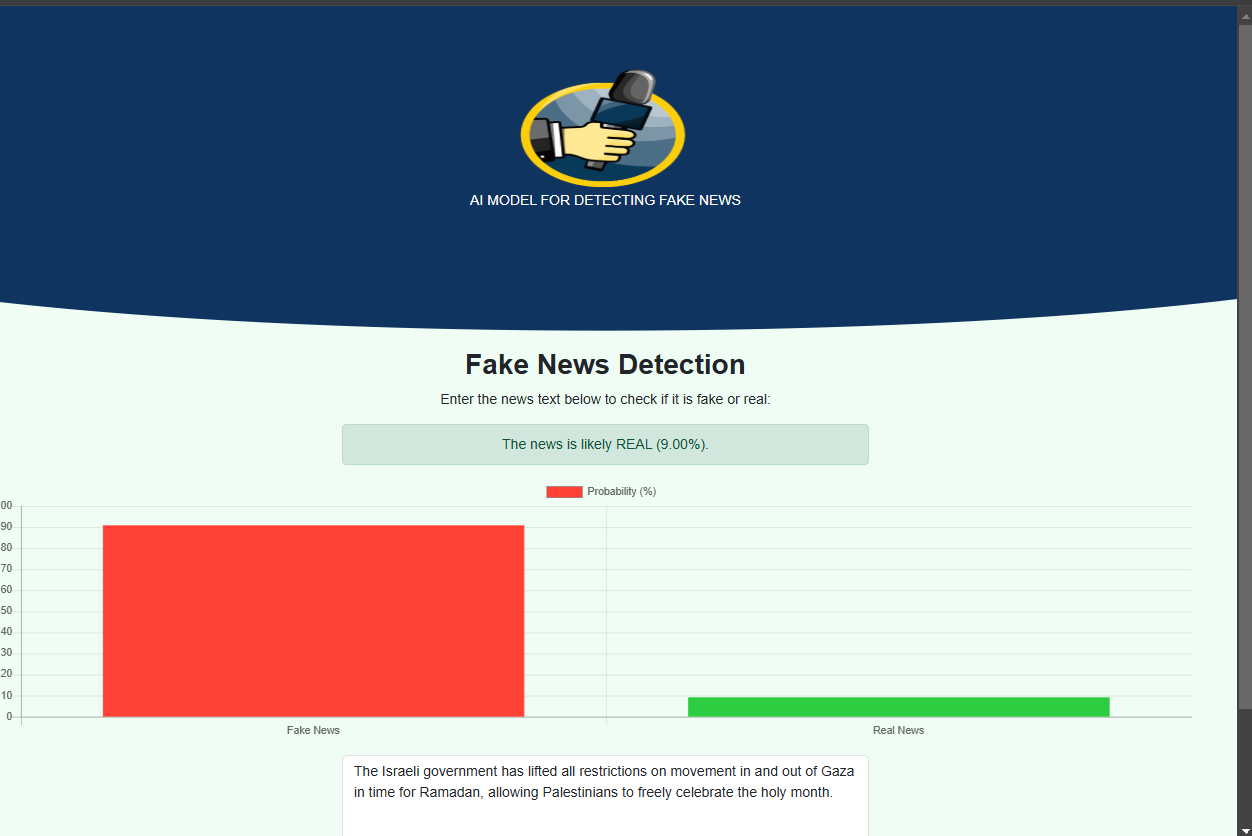 AI MODEL FOR DETECTING FAKE NEWS
Fake News Detection
Enter the news text below to check if it is fake or real:
The news is likely REAL (9.00%).
Probability (%)
00
90
80
70
60
50
40
30
20
10
0
Fake News
Real News
The Israeli government has lifted all restrictions on movement in and out of Gaza
in time for Ramadan, allowing Palestinians to freely celebrate the holy month.